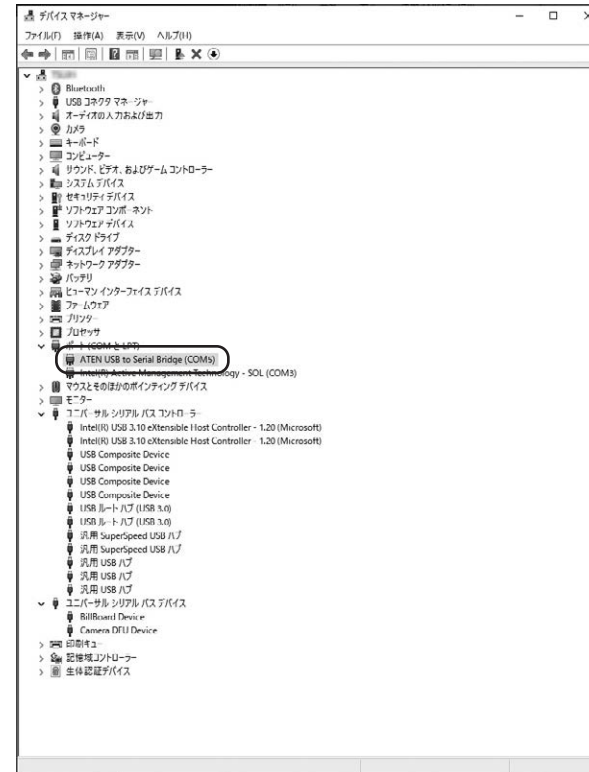 デバイス マネージャー
ファイル(F) 操作(A) 表示(V) ヘルプ(H)
Bluetooth
USB コネクタ マネージャー
オーディオの入力および出力
カメラ
キーボード
コンピューター
サウンド、ビデオ、およびゲーム コントローラー
システム デバイス
セキュリティ デバイス
ソフトウェア コンポーネント
ソフトウェア デバイス
ディスク ドライブ
ディスプレイ アダプター
ネットワーク アダプター
バッテリ
ヒューマン インターフェイス デバイス
ファームウェア
プリンター
プロセッサ
ポート (COM と LPT)
ATEN USB to Serial Bridge (COM5)
Intel(R) Active Management Technology - SOL (COM3)
マウスとそのほかのポインティング デバイス
モニター
ユニバーサル シリアル バス コントローラー
Intel(R) USB 3.10 eXtensible Host Controller - 1.20 (Microsoft)
Intel(R) USB 3.10 eXtensible Host Controller - 1.20 (Microsoft)
USB Composite Device
USB Composite Device
USB Composite Device
USB Composite Device
USB ルート ハブ (USB 3.0)
USB ルート ハブ (USB 3.0)
汎用 SuperSpeed USB ハブ
汎用 SuperSpeed USB ハブ
汎用 USB ハブ
汎用 USB ハブ
汎用 USB ハブ
ユニバーサル シリアル バス デバイス
BillBoard Device
Camera DFU Device
印刷キュー
記憶域コントローラー
生体認証デバイス